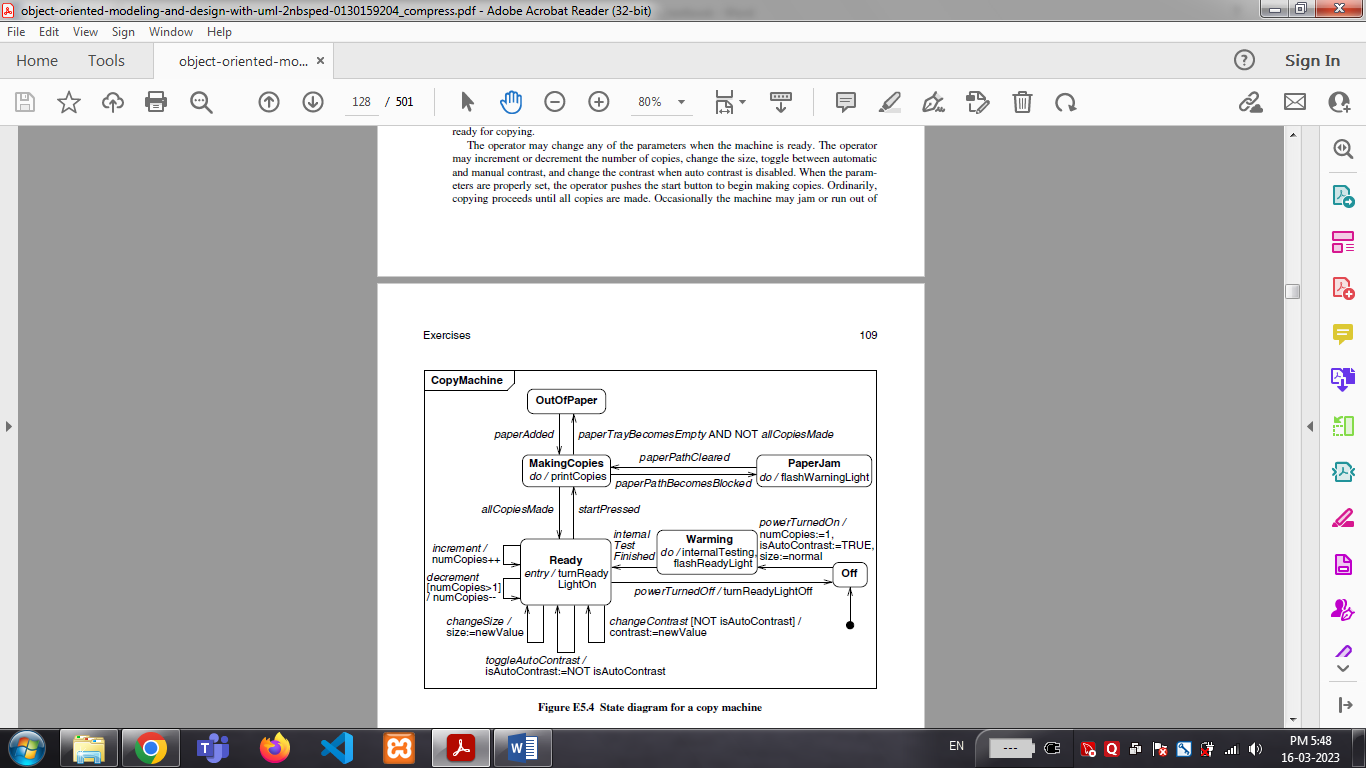 object-oriented-modeling-and-design-with-uml-2nbsped-0130159204_compress.pdf - Adobe Acrobat Reader (32-bit)
File Edit View Sign Window Help
Home Tools object-oriented-mo... × Sign In
128 / 501 80%
ready for copying.
The operator may change any of the parameters when the machine is ready. The operator
may increment or decrement the number of copies, change the size, toggle between automatic
and manual contrast, and change the contrast when auto contrast is disabled. When the param-
eters are properly set, the operator pushes the start button to begin making copies. Ordinarily,
copying proceeds until all copies are made. Occasionally the machine may jam or run out of
Exercises 109
CopyMachine
OutOfPaper
paperAdded
paperTrayBecomesEmpty AND NOT allCopiesMade
MakingCopies
do / printCopies
paperPathCleared
paperPathBecomesBlocked
PaperJam
do / flashWarningLight
allCopiesMade
startPressed
increment /
numCopies++
decrement
[numCopies>1]
/ numCopies--
Ready
entry / turnReady
LightOn
internal
Test
Finished
Warming
do / internalTesting,
flashReadyLight
powerTurnedOn /
numCopies:=1,
isAutoContrast:=TRUE,
size:=normal
Off
powerTurnedOff / turnReadyLightOff
changeSize /
size:=newValue
changeContrast [NOT isAutoContrast] /
contrast:=newValue
toggleAutoContrast /
isAutoContrast:=NOT isAutoContrast
Figure E5.4 State diagram for a copy machine
EN
PM 5:48
16-03-2023